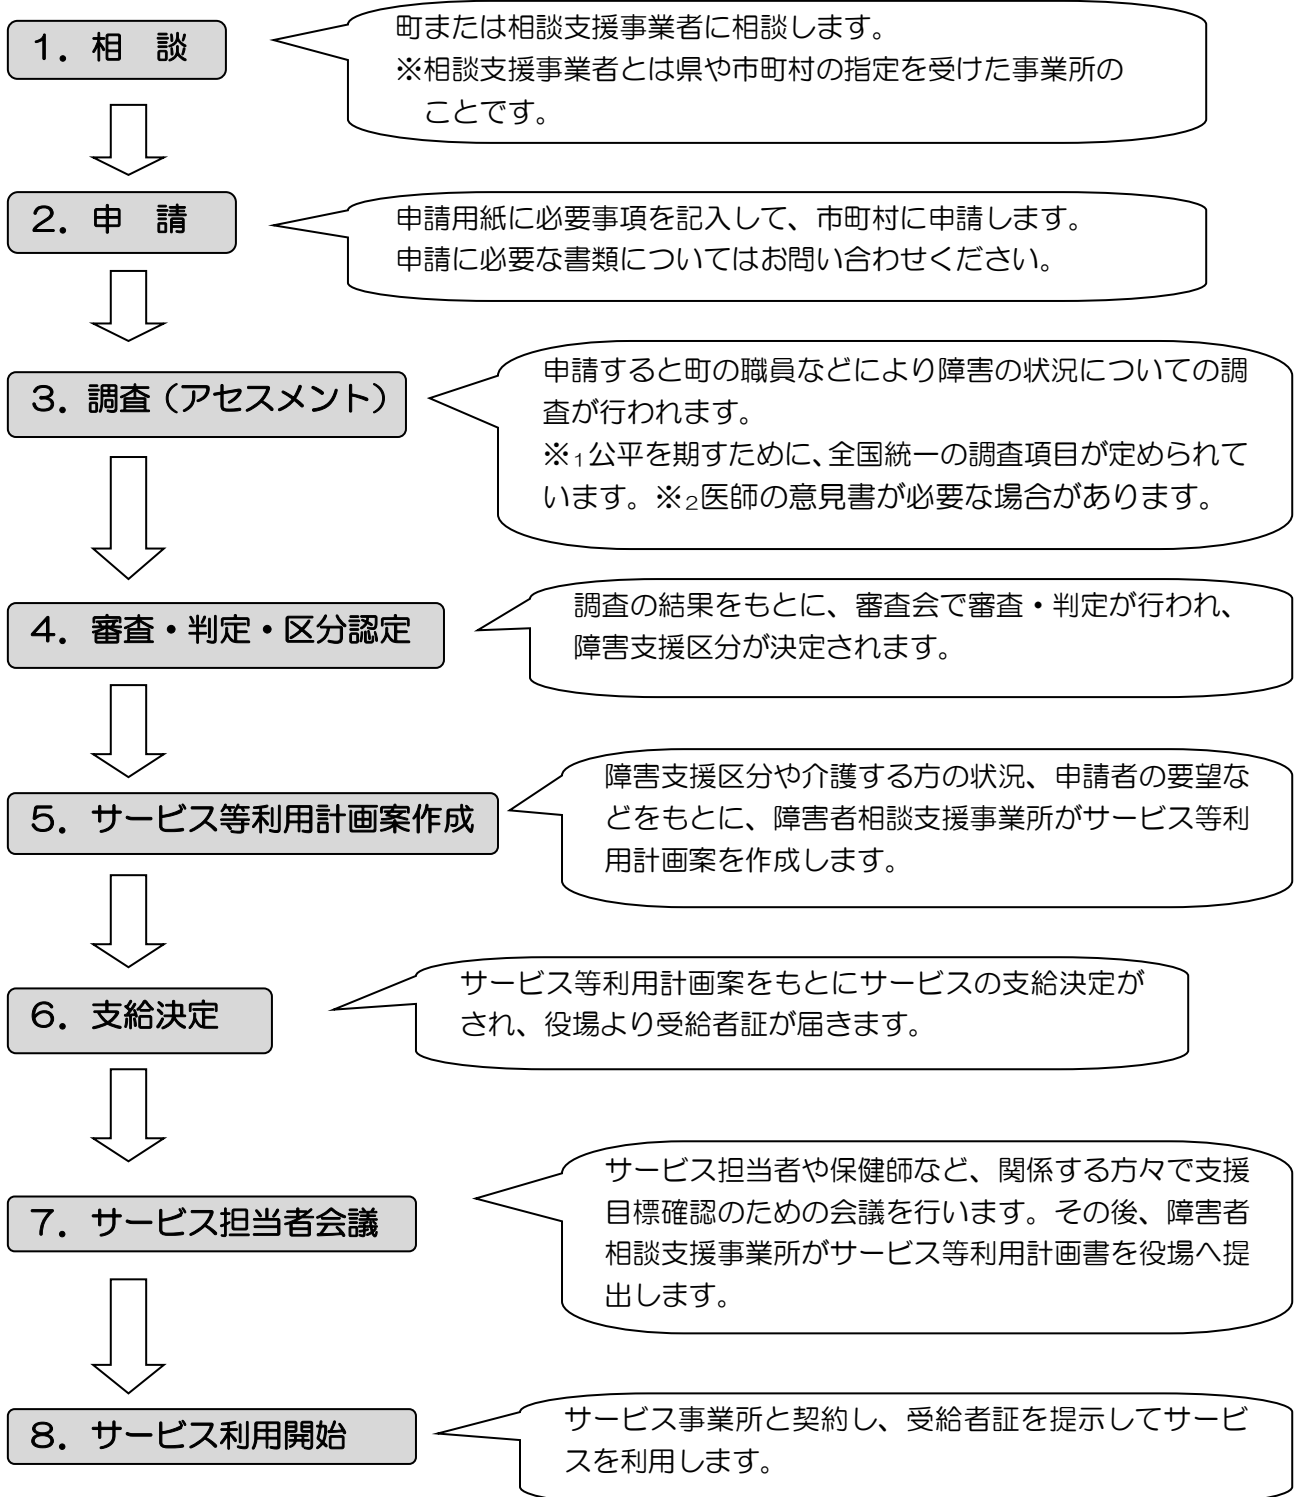 １．相　談
町または相談支援事業者に相談します。
※相談支援事業者とは県や市町村の指定を受けた事業所の
ことです。
２．申　請
申請用紙に必要事項を記入して、市町村に申請します。
申請に必要な書類についてはお問い合わせください。
３．調査（アセスメント）
申請すると町の職員などにより障害の状況についての調
査が行われます。
※₁公平を期すために、全国統一の調査項目が定められて
います。※₂医師の意見書が必要な場合があります。
４．審査・判定・区分認定
調査の結果をもとに、審査会で審査・判定が行われ、
障害支援区分が決定されます。
５．サービス等利用計画案作成
障害支援区分や介護する方の状況、申請者の要望な
どをもとに、障害者相談支援事業所がサービス等利
用計画案を作成します。
６．支給決定
サービス等利用計画案をもとにサービスの支給決定が
され、役場より受給者証が届きます。
７．サービス担当者会議
サービス担当者や保健師など、関係する方々で支援
目標確認のための会議を行います。その後、障害者
相談支援事業所がサービス等利用計画書を役場へ提
出します。
８．サービス利用開始
サービス事業所と契約し、受給者証を提示してサービ
スを利用します。